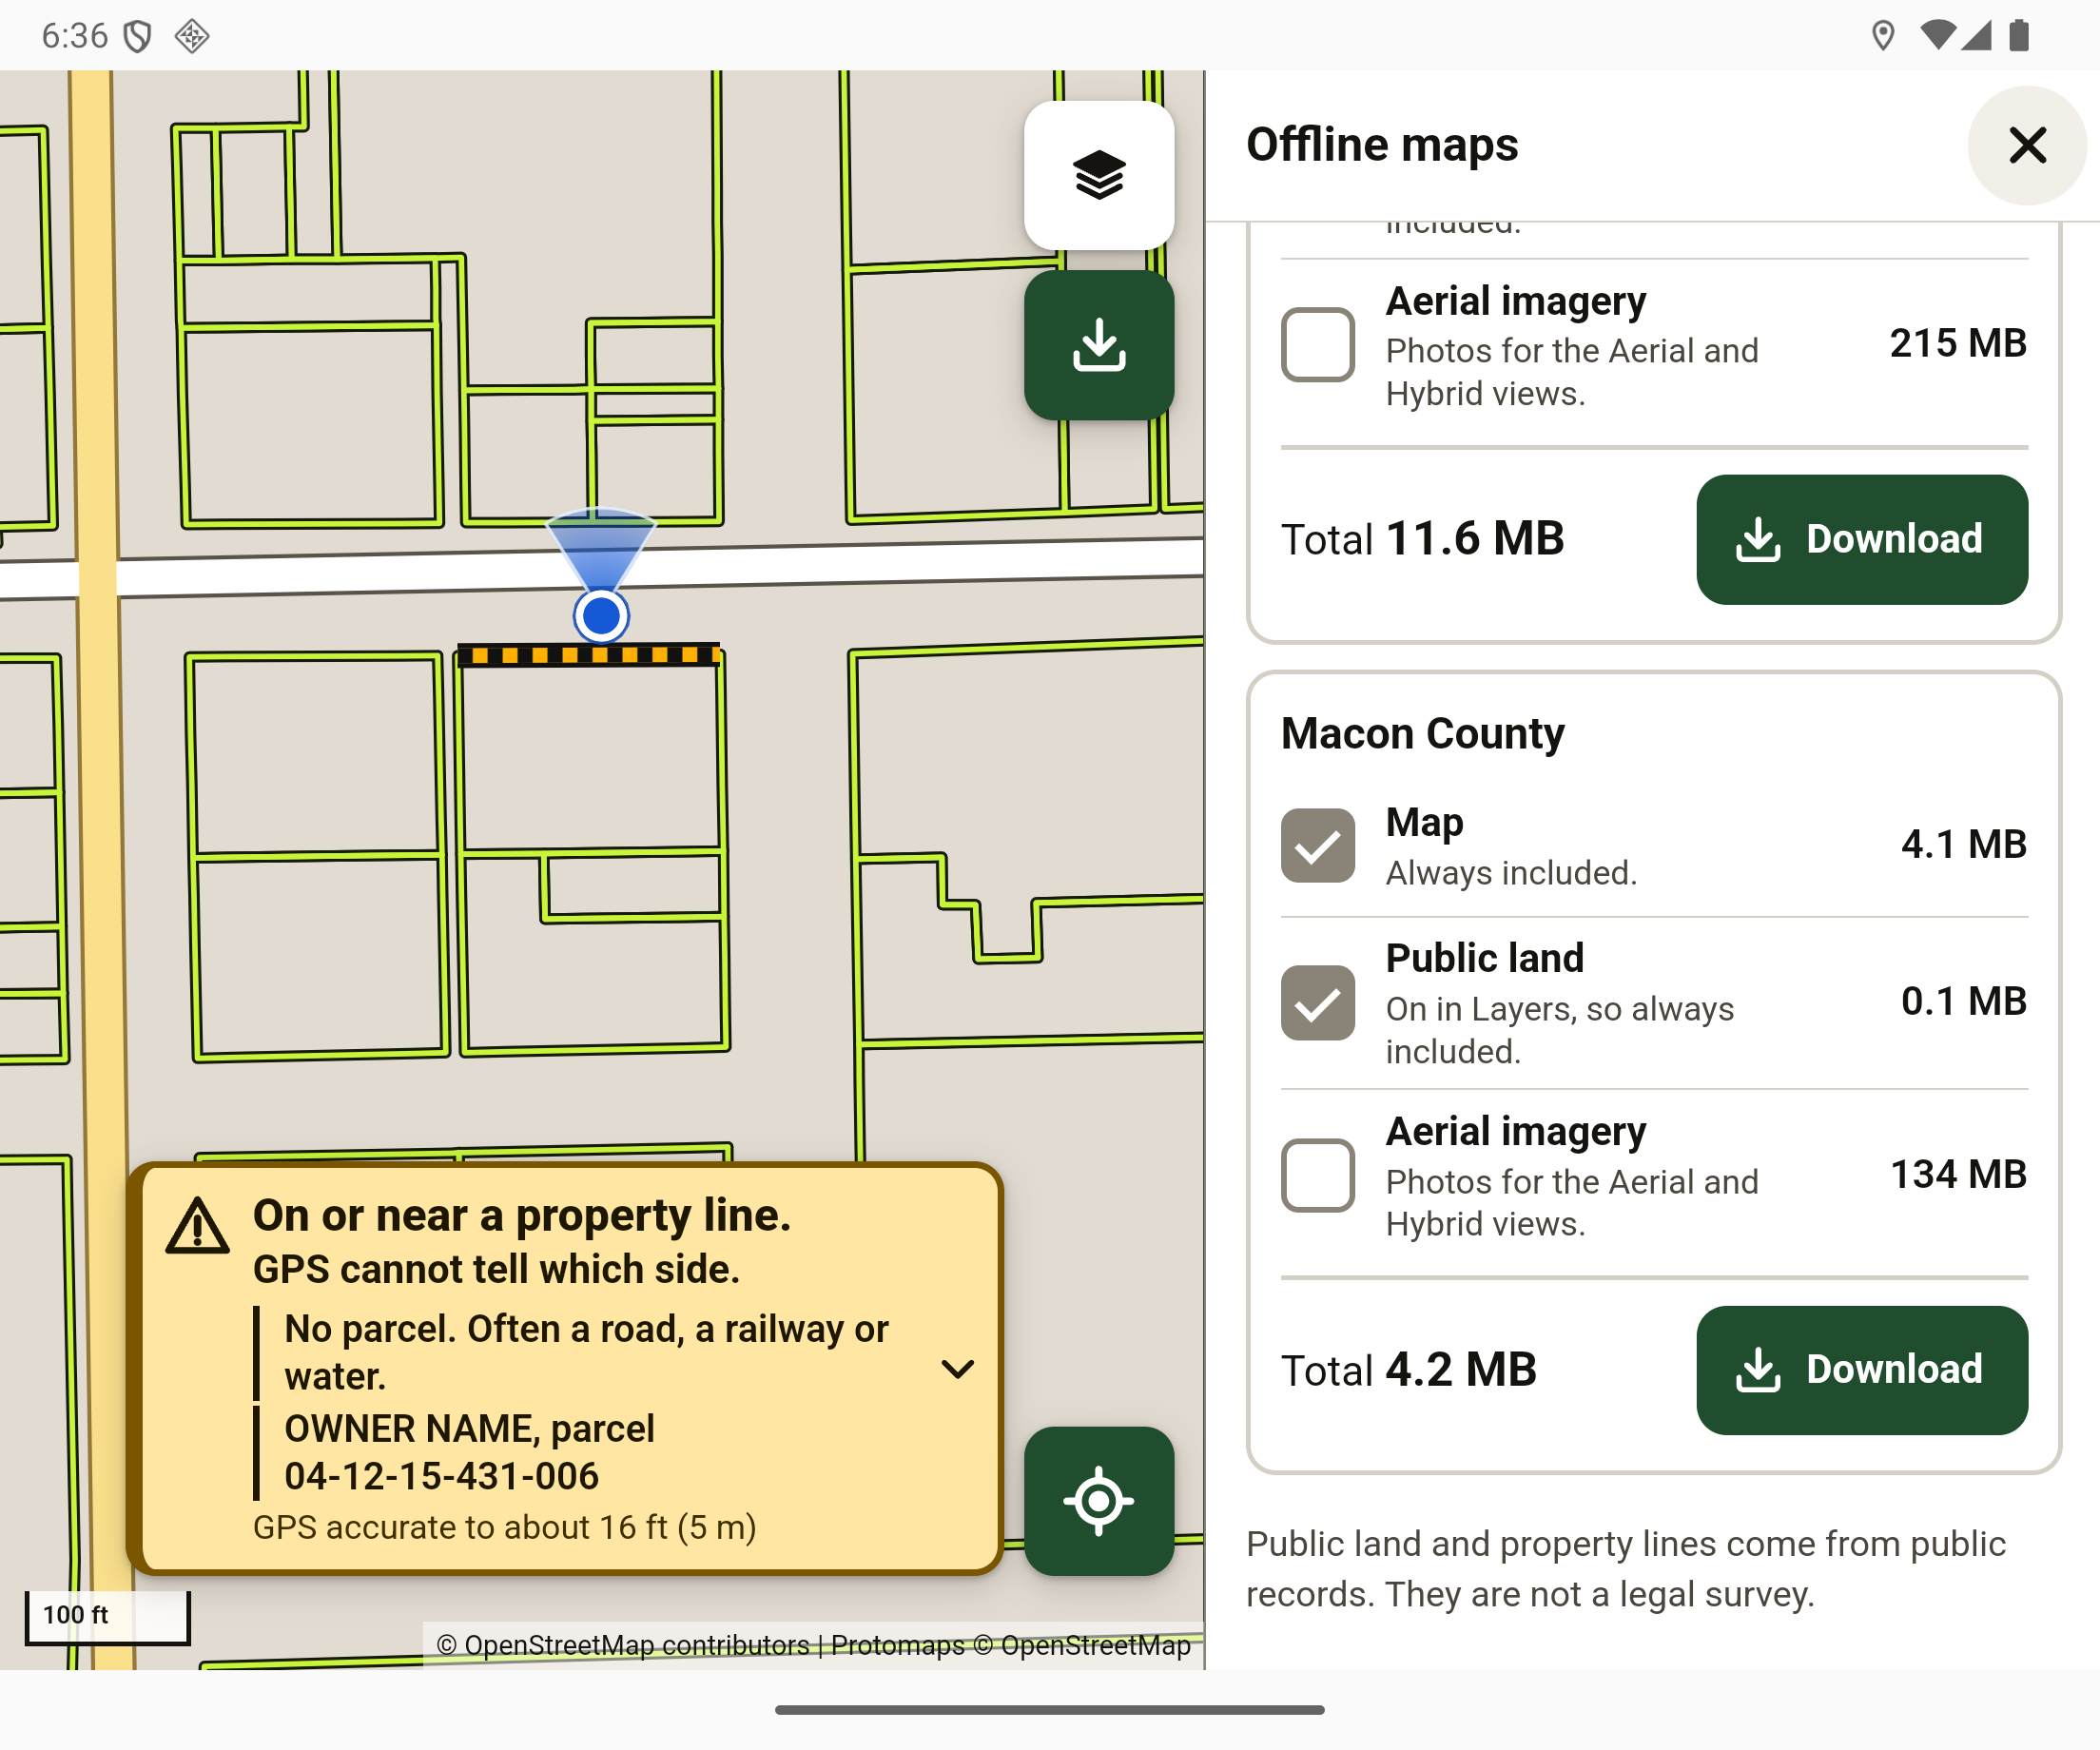 6:36
Offline maps
included.
Aerial imagery
Photos for the Aerial and
Hybrid views.
215 MB
Total 11.6 MB
Download
Macon County
Map
Always included.
4.1 MB
Public land
On in Layers, so always
included.
0.1 MB
Aerial imagery
Photos for the Aerial and
Hybrid views.
134 MB
Total 4.2 MB
Download
Public land and property lines come from public
records. They are not a legal survey.
On or near a property line.
GPS cannot tell which side.
No parcel. Often a road, a railway or
water.
OWNER NAME, parcel
04-12-15-431-006
GPS accurate to about 16 ft (5 m)
100 ft
© OpenStreetMap contributors | Protomaps © OpenStreetMap